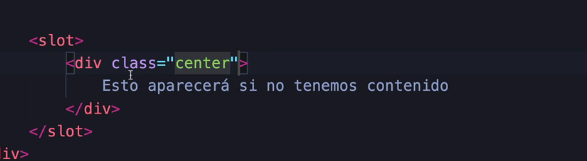 <slot>
<div class="center">
Esto aparecerá si no tenemos contenido
</div>
</slot>
div>